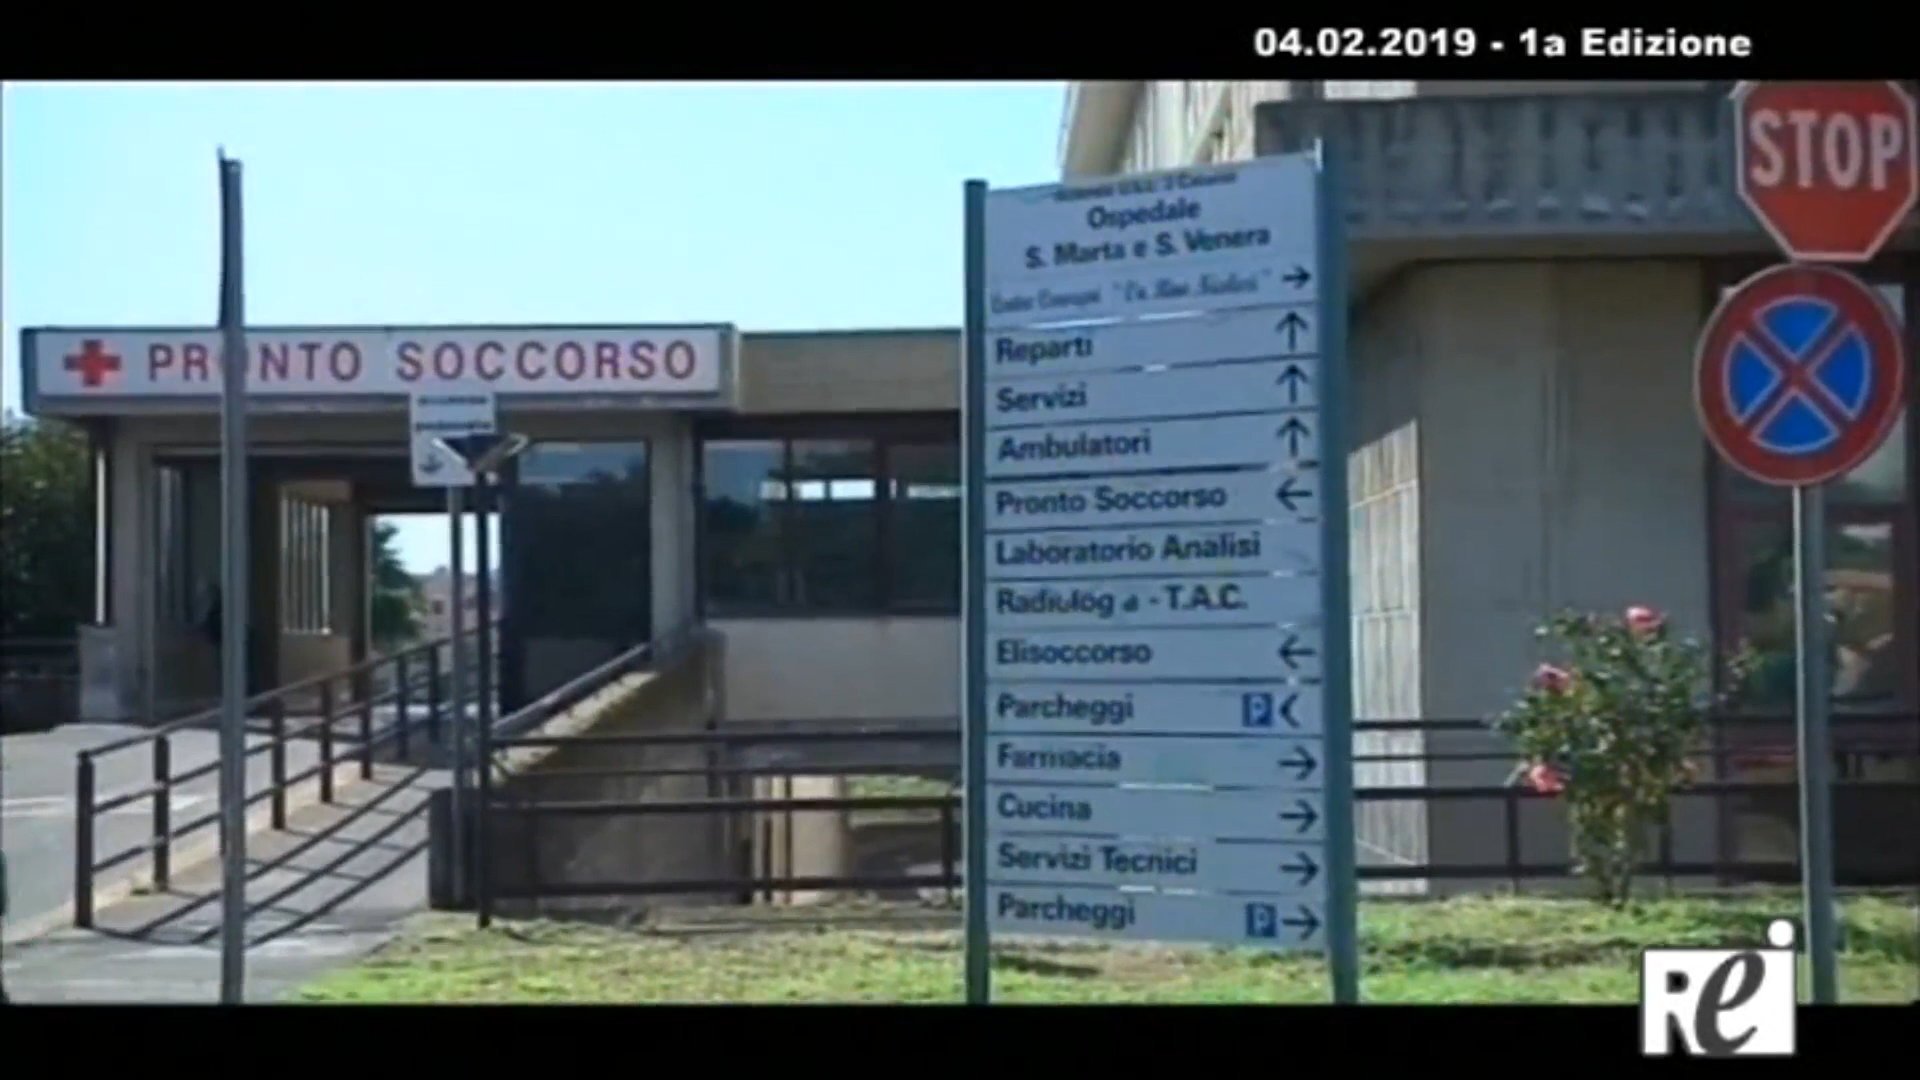 04.02.2019 - 1a Edizione
STOP
PRONTO SOCCORSO
Ospedale
S. Marta e S. Venera
Reparti
Servizi
Ambulatori
Pronto Soccorso
Laboratorio Analisi
Radiolog a - T.A.C.
Elisoccorso
Parcheggi P
Farmacia
Cucina
Servizi Tecnici
Parcheggi P
Rei